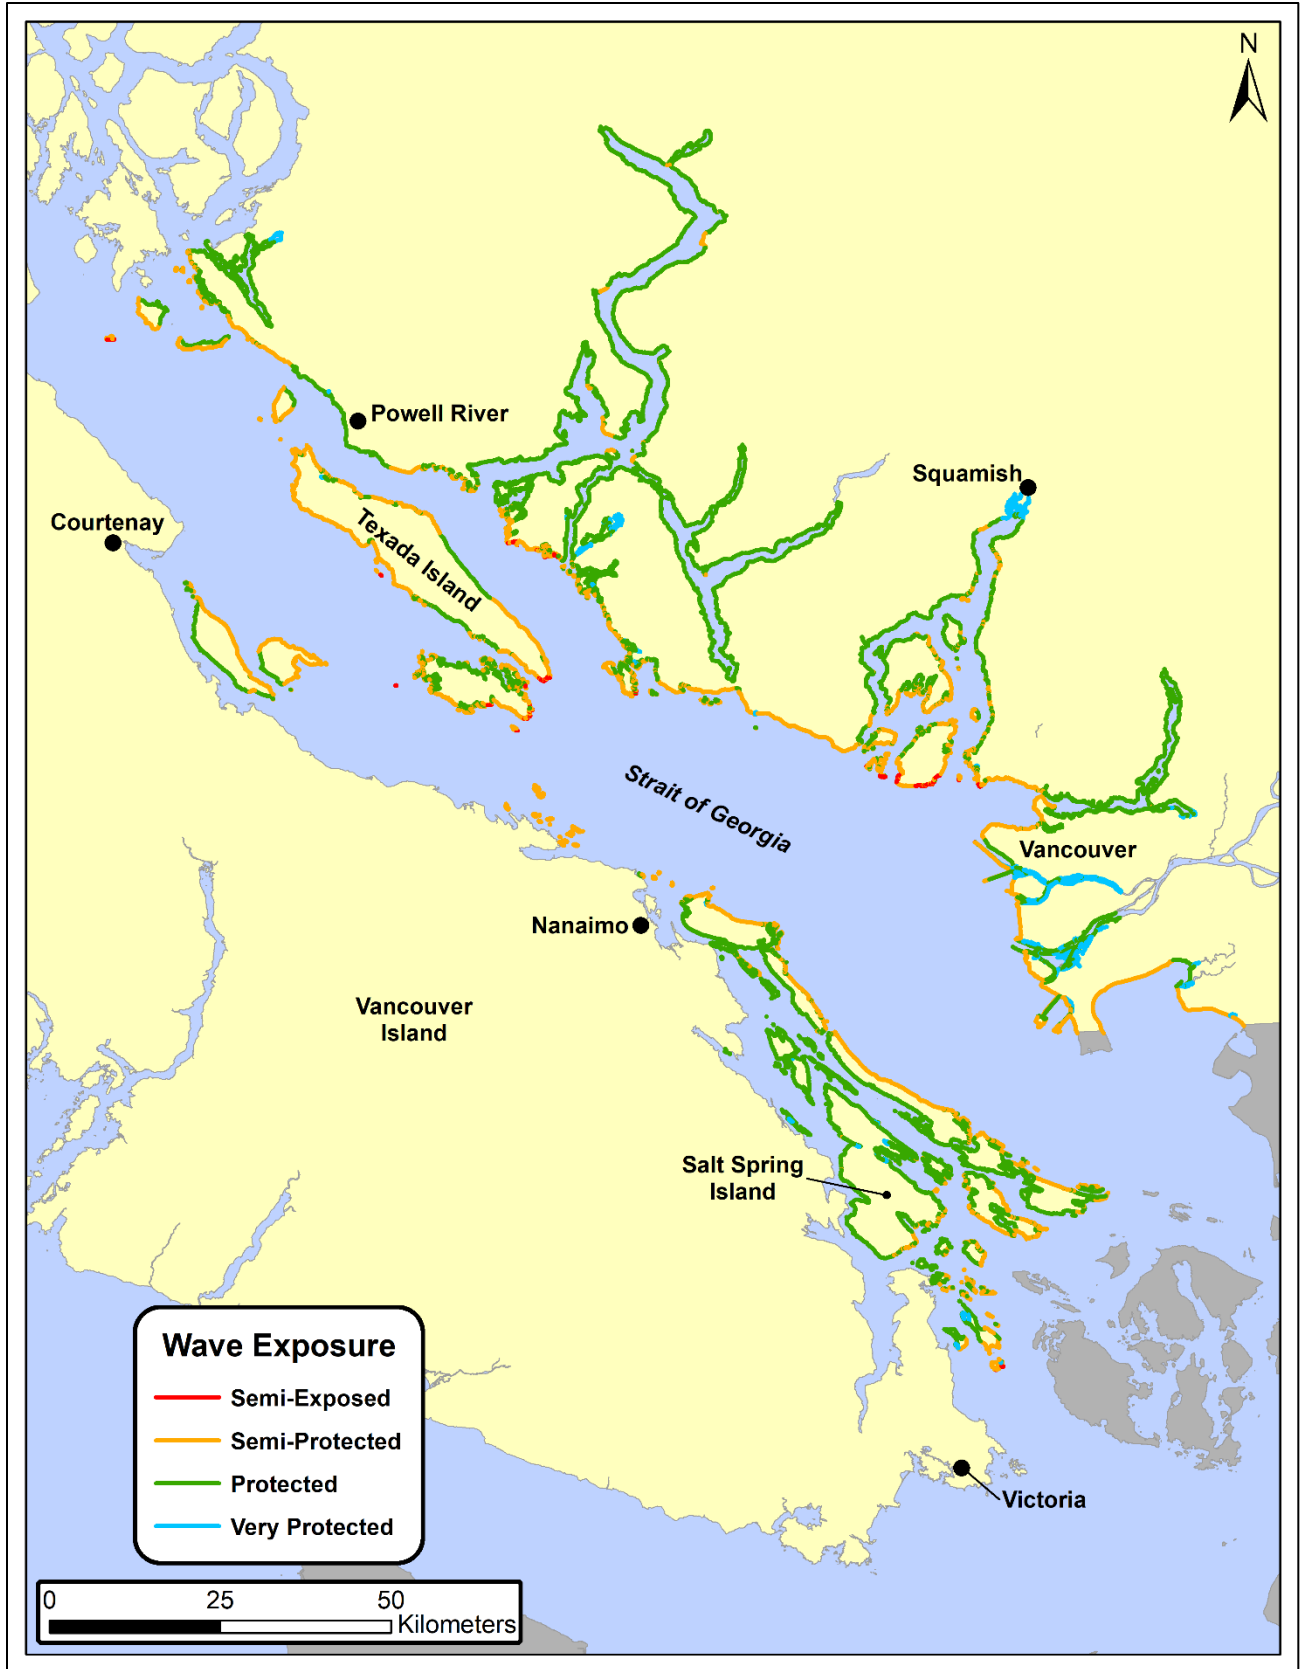 N
Powell River
Squamish
Courtenay
Texada Island
Strait of Georgia
Vancouver
Nanaimo
Vancouver
Island
Salt Spring
Island
Wave Exposure
Semi-Exposed
Semi-Protected
Protected
Very Protected
Victoria
0 25 50
Kilometers